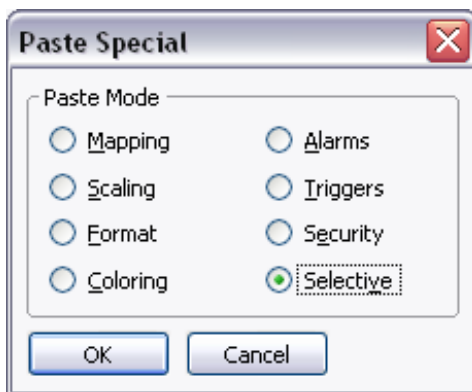 Paste Special
Paste Mode
Mapping
Alarms
Scaling
Triggers
Format
Security
Coloring
Selective
OK
Cancel